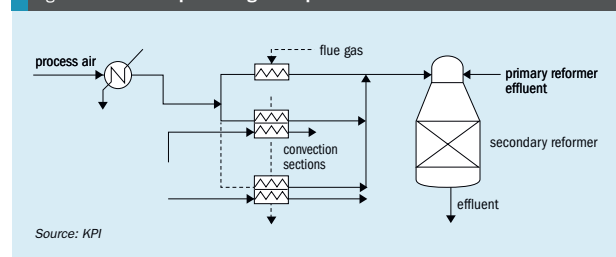 process air
flue gas
primary reformer
effluent
convection
sections
secondary reformer
effluent
Source: KPI